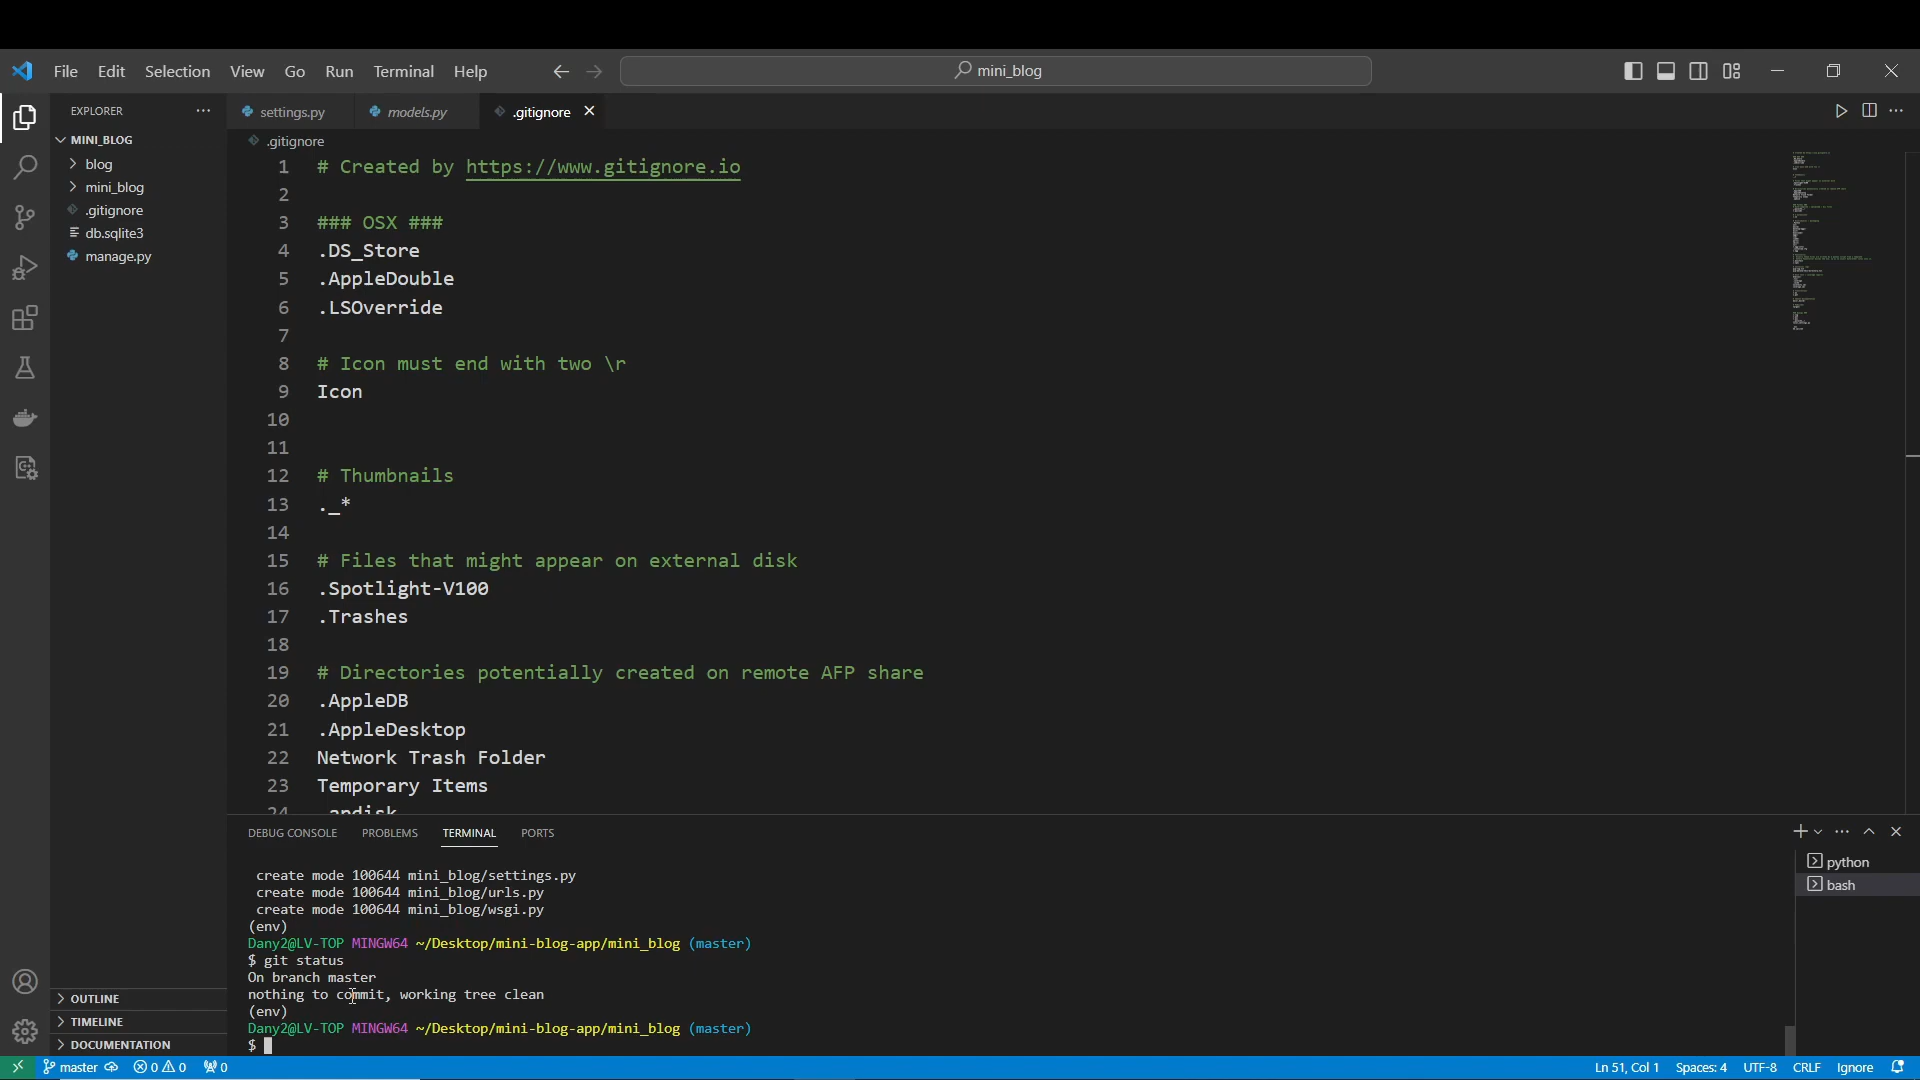 File Edit Selection View Go Run Terminal Help
mini_blog
EXPLORER
settings.py
models.py
.gitignore
MINI_BLOG
blog
mini_blog
.gitignore
db.sqlite3
manage.py
.gitignore
1 # Created by https://www.gitignore.io
2
3 ### OSX ###
4 .DS_Store
5 .AppleDouble
6 .LSOverride
7
8 # Icon must end with two \r
9 Icon
10
11
12 # Thumbnails
13 ._*
14
15 # Files that might appear on external disk
16 .Spotlight-V100
17 .Trashes
18
19 # Directories potentially created on remote AFP share
20 .AppleDB
21 .AppleDesktop
22 Network Trash Folder
23 Temporary Items
24 .apdisk
DEBUG CONSOLE PROBLEMS TERMINAL PORTS
create mode 100644 mini_blog/settings.py
create mode 100644 mini_blog/urls.py
create mode 100644 mini_blog/wsgi.py
(env)
Dany2@LV-TOP MINGW64 ~/Desktop/mini-blog-app/mini_blog (master)
$ git status
On branch master
nothing to commit, working tree clean
(env)
Dany2@LV-TOP MINGW64 ~/Desktop/mini-blog-app/mini_blog (master)
$
python
bash
OUTLINE
TIMELINE
DOCUMENTATION
master 0 0 0
Ln 51, Col 1 Spaces: 4 UTF-8 CRLF Ignore